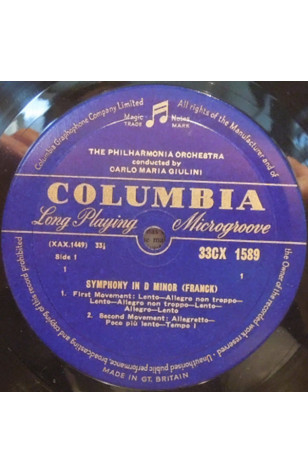 Columbia Graphophone Company Limited
All rights of the Manufacturer and of
Magic Notes
TRADE MARK
THE PHILHARMONIA ORCHESTRA
conducted by
CARLO MARIA GIULINI
COLUMBIA
Long Playing Microgroove
(XAX.1449) 33⅓
33CX 1589
Side 1
1 1
SYMPHONY IN D MINOR (FRANCK)
1. First Movement: Lento—Allegro non troppo—
Lento—Allegro non troppo—Lento—
Allegro—Lento
2. Second Movement: Allegretto—
Poco più lento—Tempo I
the Owner of the recorded work reserved · Unauthorised public performance, broadcasting and copying of this record prohibited
MADE IN GT. BRITAIN